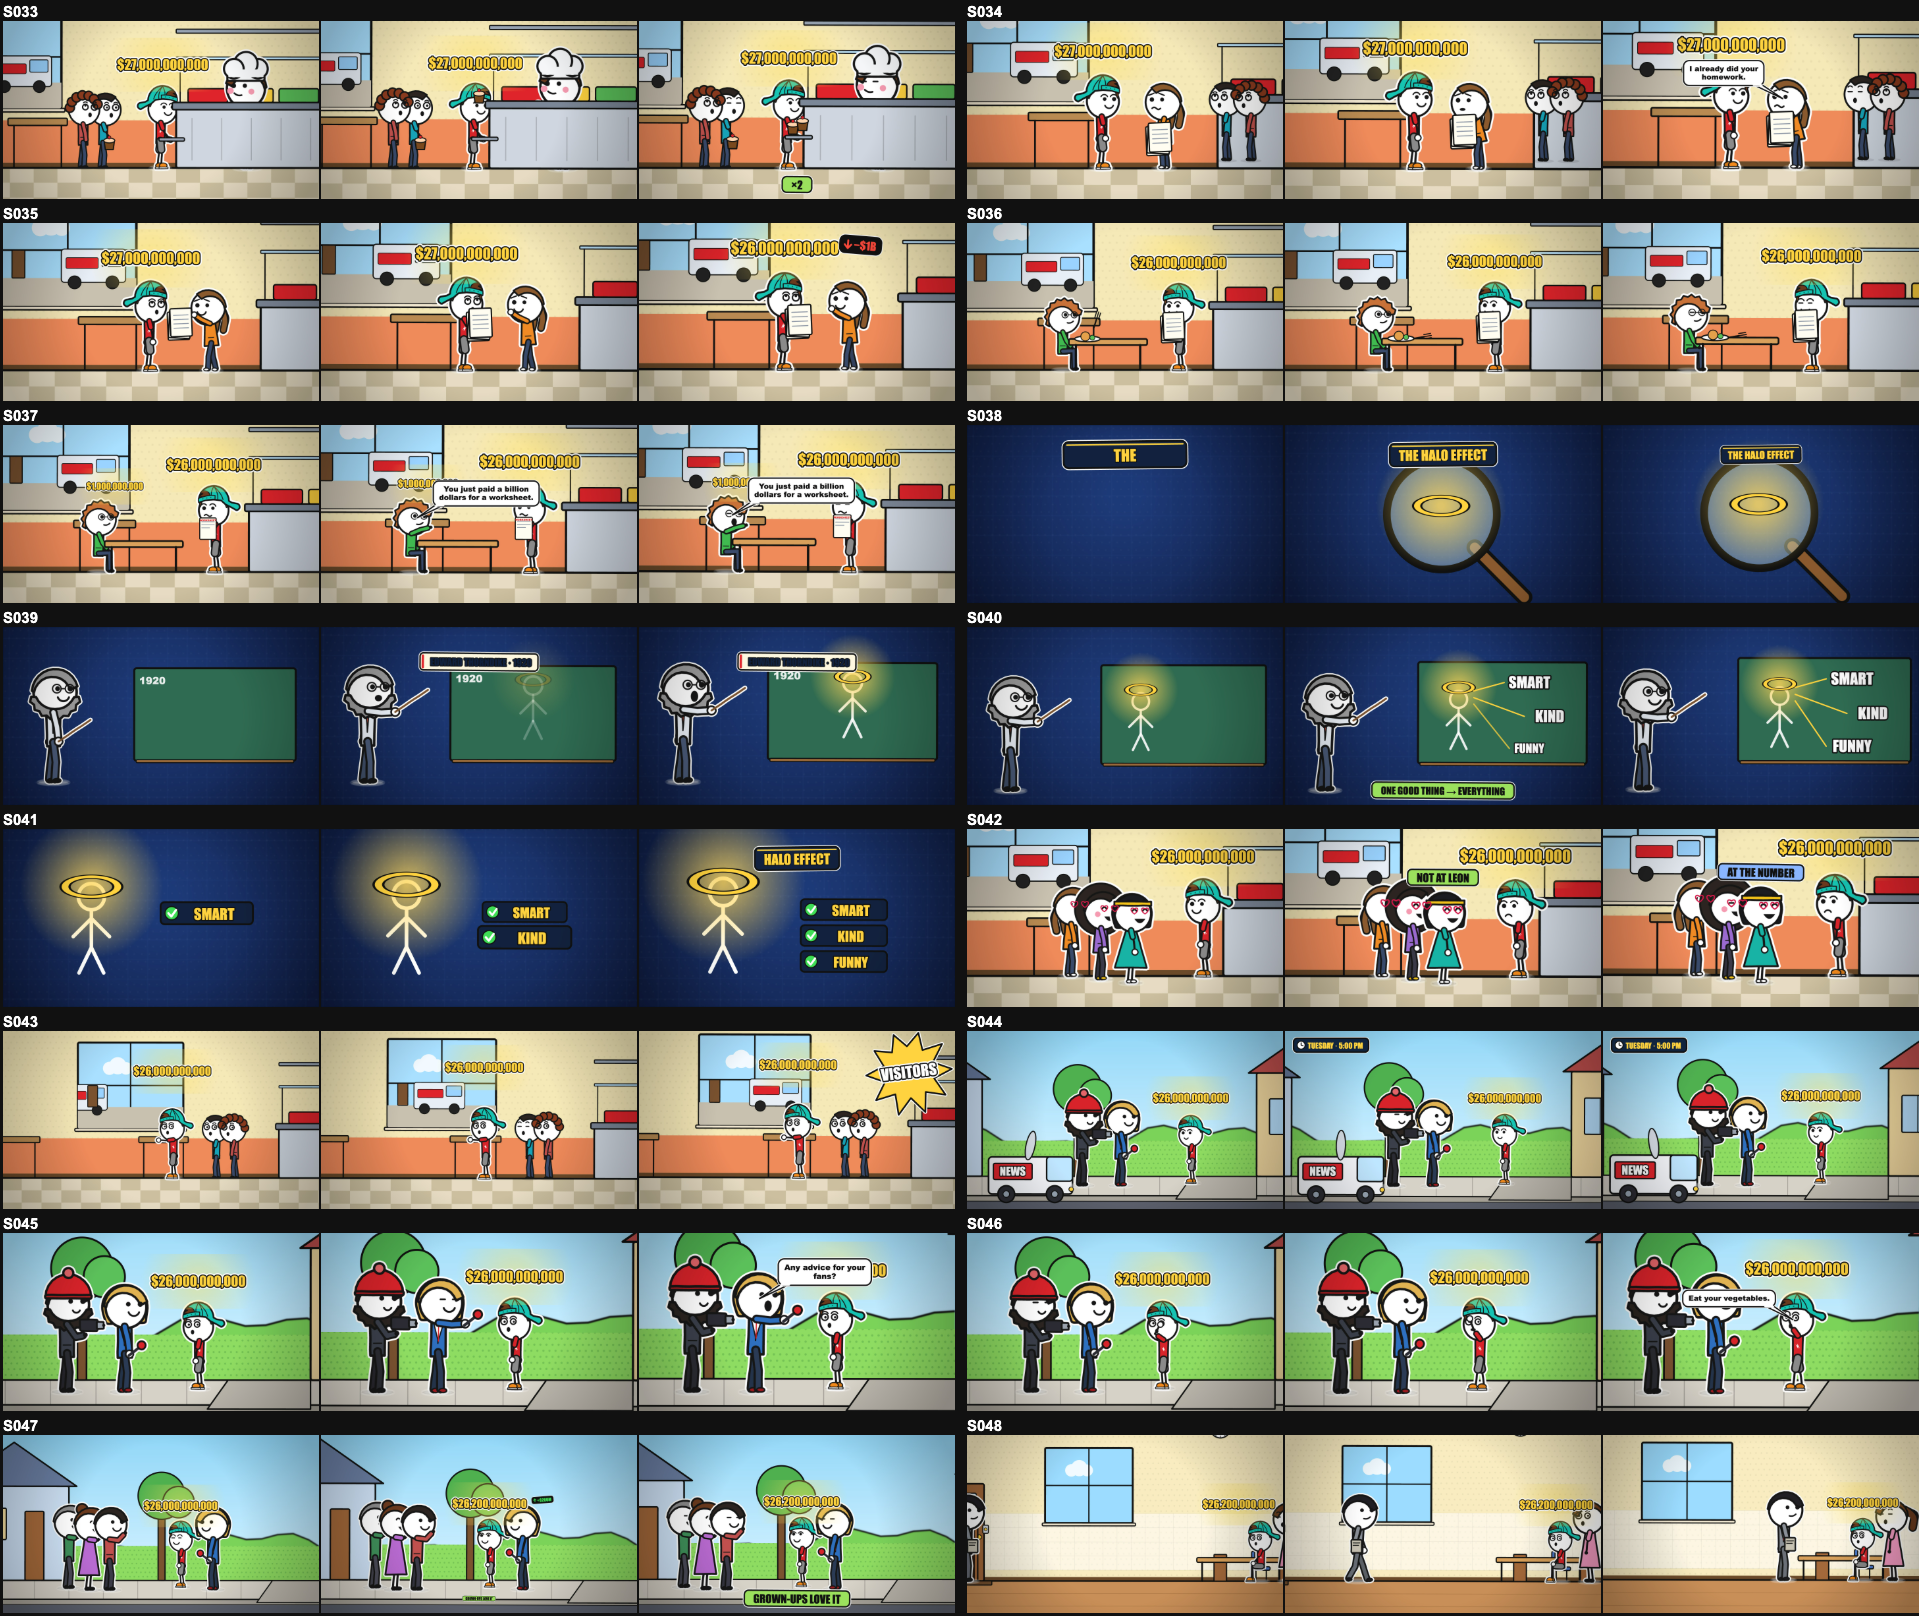 S033
$27,000,000,000
$27,000,000,000
$27,000,000,000
×2
S034
$27,000,000,000
$27,000,000,000
$27,000,000,000
I already did your
homework.
S035
$27,000,000,000
$27,000,000,000
$26,000,000,000
~$1B
S036
$26,000,000,000
$26,000,000,000
$26,000,000,000
S037
$26,000,000,000
$1,000,000,000
$26,000,000,000
You just paid a billion
dollars for a worksheet.
$26,000,000,000
You just paid a billion
dollars for a worksheet.
S038
THE
THE HALO EFFECT
THE HALO EFFECT
S039
1920
1920
1920
S040
SMART
KIND
FUNNY
ONE GOOD THING → EVERYTHING
SMART
KIND
FUNNY
S041
SMART
SMART
KIND
HALO EFFECT
SMART
KIND
FUNNY
S042
$26,000,000,000
$26,000,000,000
NOT AT LEON
$26,000,000,000
AT THE NUMBER
S043
$26,000,000,000
$26,000,000,000
$26,000,000,000
VISITORS
S044
$26,000,000,000
NEWS
TUESDAY · 5:00 PM
$26,000,000,000
NEWS
TUESDAY · 5:00 PM
$26,000,000,000
NEWS
S045
$26,000,000,000
$26,000,000,000
Any advice for your
fans?
00
S046
$26,000,000,000
$26,000,000,000
$26,000,000,000
Eat your vegetables.
S047
$26,000,000,000
$26,200,000,000
$26,200,000,000
GROWN-UPS LOVE IT
S048
$26,200,000,000
$26,200,000,000
$26,200,000,000